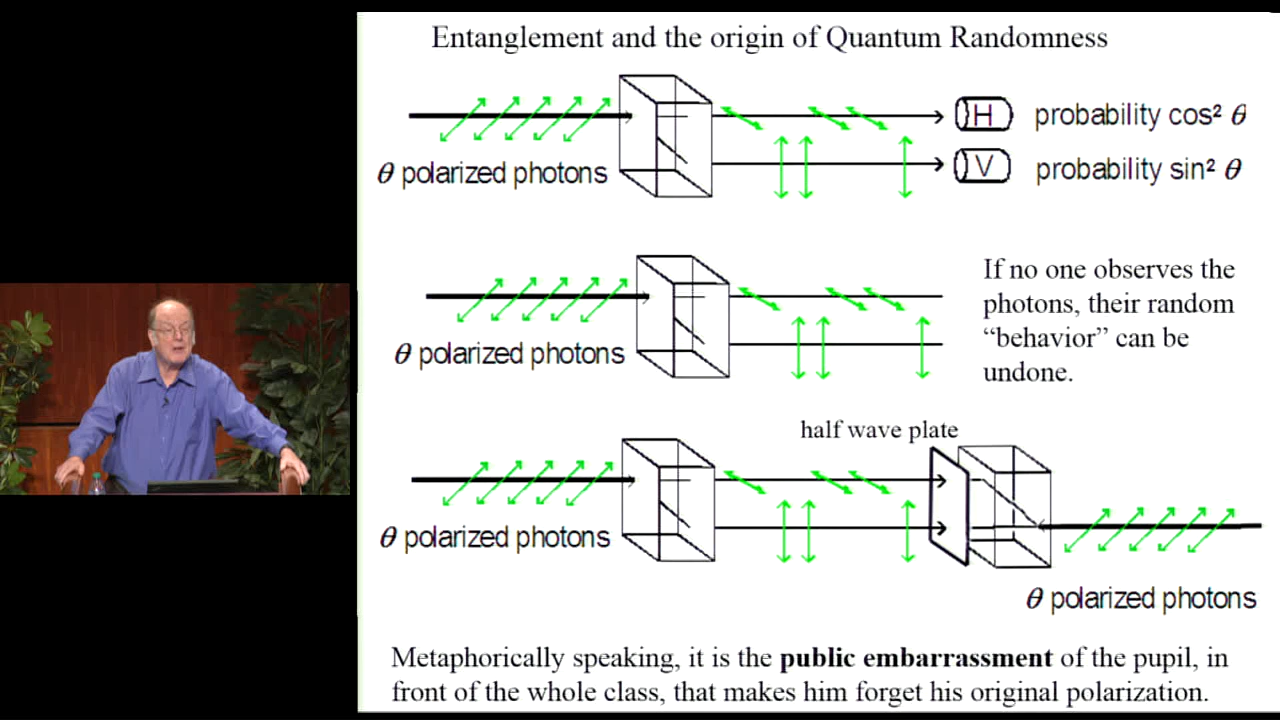 Entanglement and the origin of Quantum Randomness
H probability cos² θ
θ polarized photons
V probability sin² θ
If no one observes the
photons, their random
“behavior” can be
undone.
θ polarized photons
half wave plate
θ polarized photons
θ polarized photons
Metaphorically speaking, it is the public embarrassment of the pupil, in
front of the whole class, that makes him forget his original polarization.